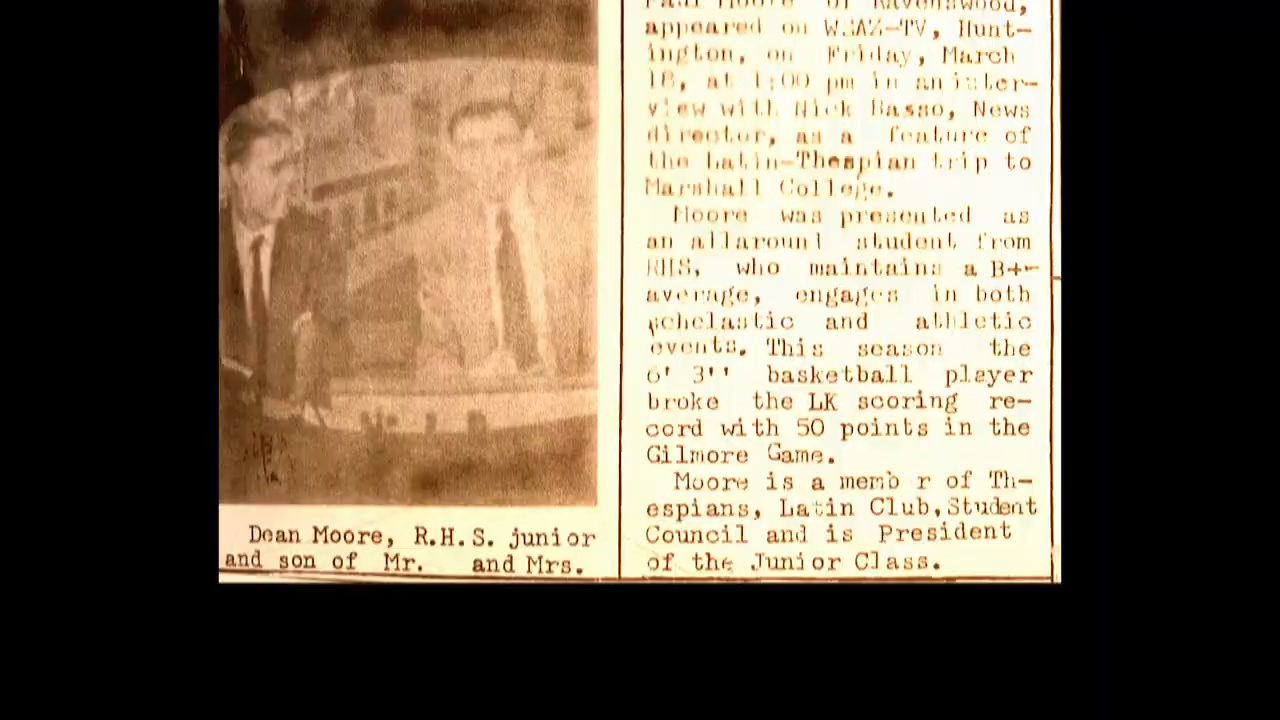 Dean Moore, R.H.S. junior
and son of Mr. and Mrs.
Paul Moore of Ravenswood,
appeared on WSAZ-TV, Hunt-
ington, on Friday, March
18, at 1:00 pm in an inter-
view with Nick Basso, News
director, as a feature of
the Latin-Thespian trip to
Marshall College.
Moore was presented as
an allaround student from
RHS, who maintains a B+-
average, engages in both
scholastic and athletic
events. This season the
6' 3'' basketball player
broke the LK scoring re-
cord with 50 points in the
Gilmore Game.
Moore is a memb r of Th-
espians, Latin Club, Student
Council and is President
of the Junior Class.